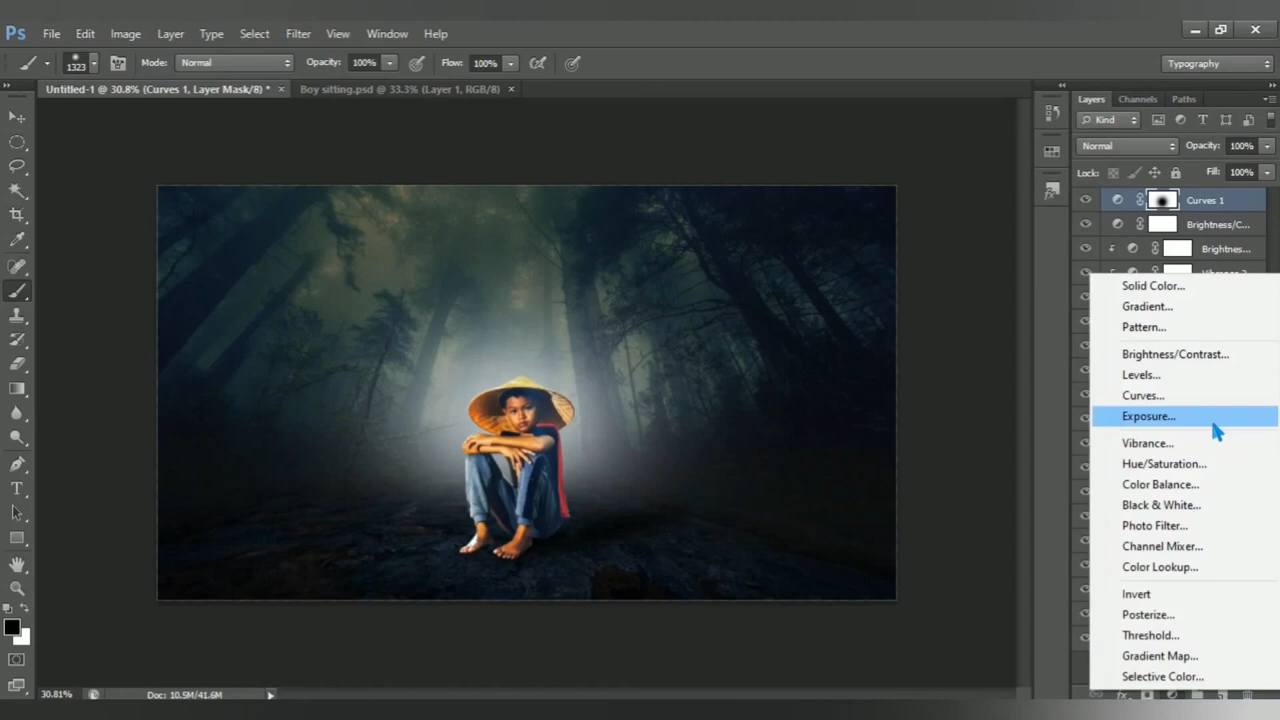 Ps File Edit Image Layer Type Select Filter View Window Help
1323 Mode: Normal Opacity: 100% Flow: 100% Typography
Untitled-1 @ 30.8% (Curves 1, Layer Mask/8) * × Boy sitting.psd @ 33.3% (Layer 1, RGB/8) ×
Layers Channels Paths
Kind
Normal Opacity: 100%
Lock: Fill: 100%
Curves 1
Brightness/C...
Brightnes...
Solid Color...
Gradient...
Pattern...
Brightness/Contrast...
Levels...
Curves...
Exposure...
Vibrance...
Hue/Saturation...
Color Balance...
Black & White...
Photo Filter...
Channel Mixer...
Color Lookup...
Invert
Posterize...
Threshold...
Gradient Map...
Selective Color...
30.81% Doc: 10.5M/41.6M